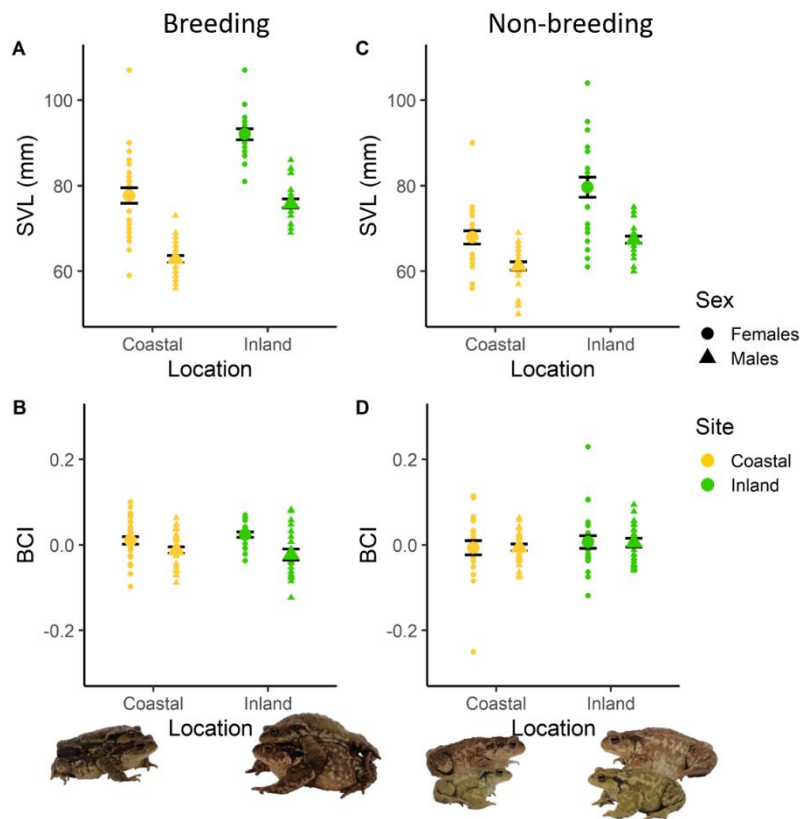 Breeding
Non-breeding
A
C
SVL (mm)
100
80
60
Coastal
Inland
Location
SVL (mm)
100
80
60
Coastal
Inland
Location
Sex
Females
Males
Site
Coastal
Inland
B
D
BCI
0.2
0.0
-0.2
Coastal
Inland
Location
BCI
0.2
0.0
-0.2
Coastal
Inland
Location